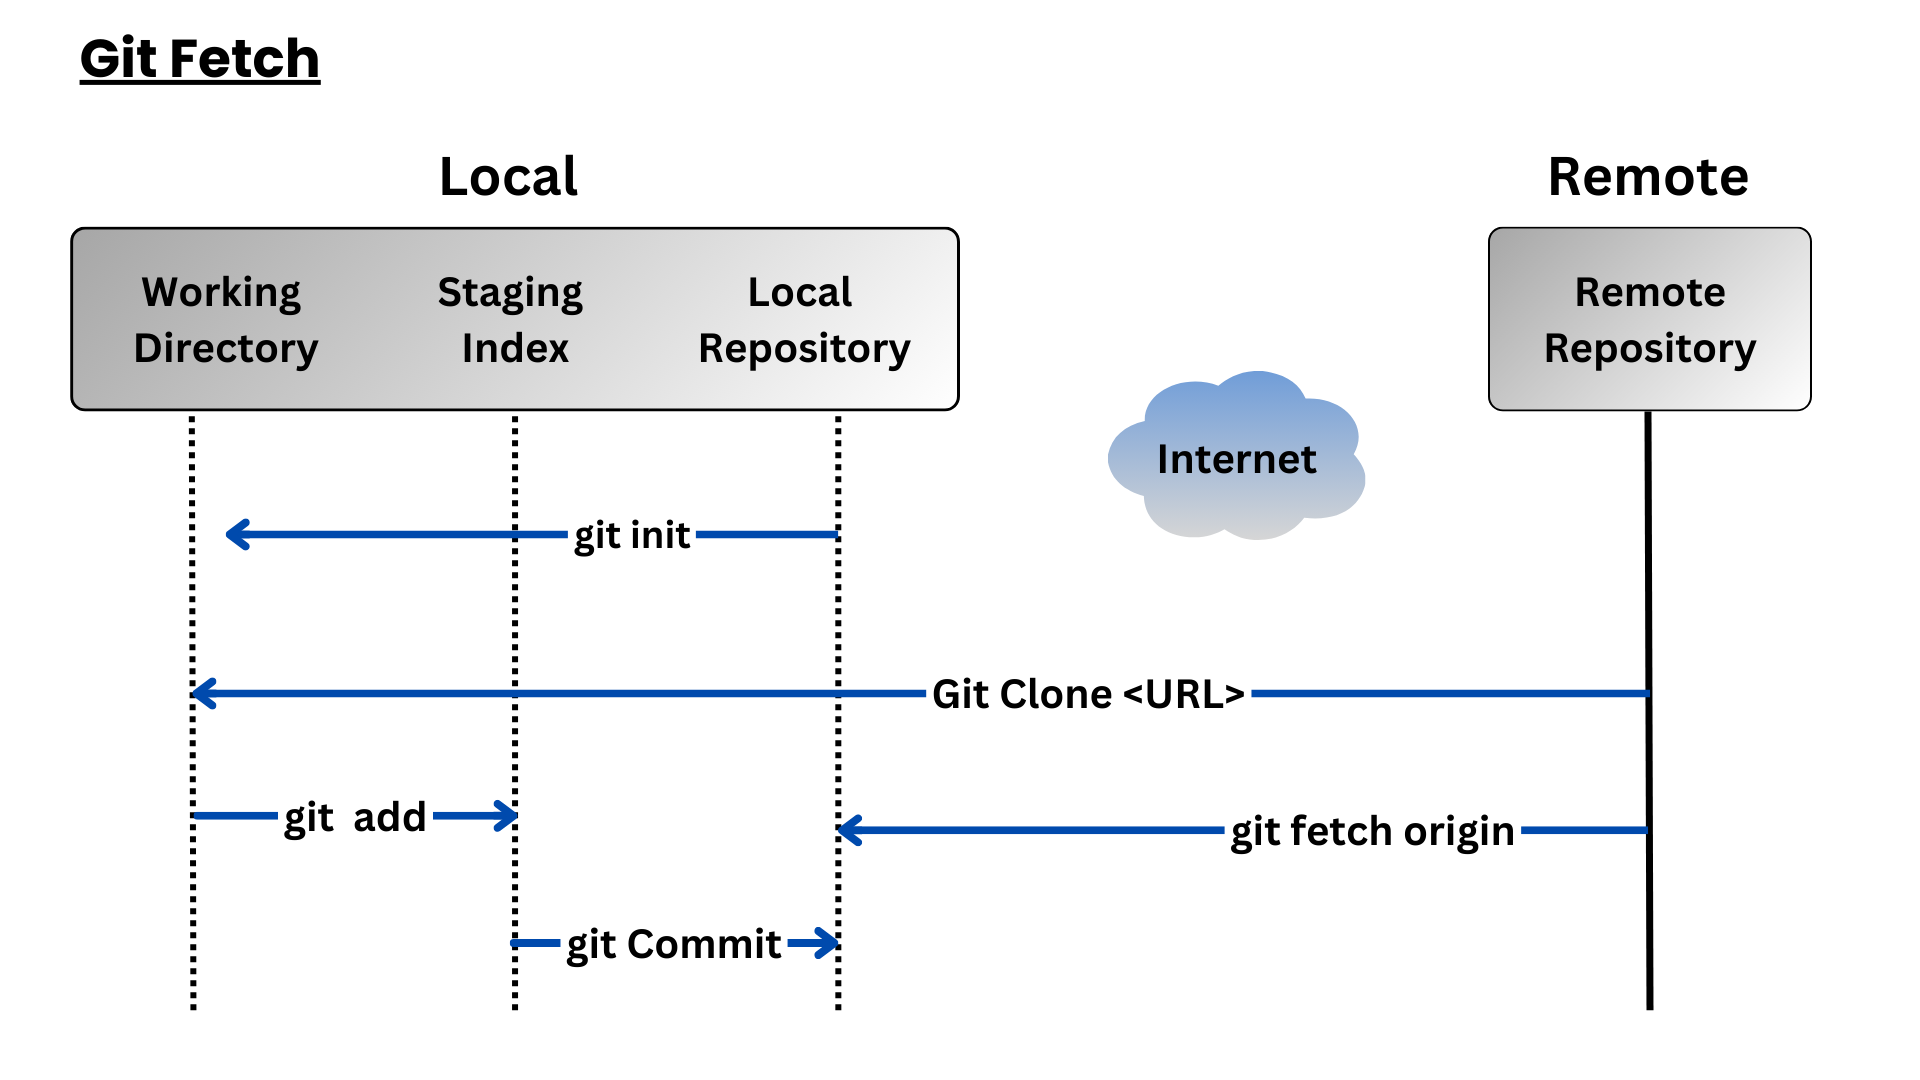 Git Fetch
Local
Remote
Working
Directory
Staging
Index
Local
Repository
Remote
Repository
Internet
git init
Git Clone <URL>
git  add
git fetch origin
git Commit